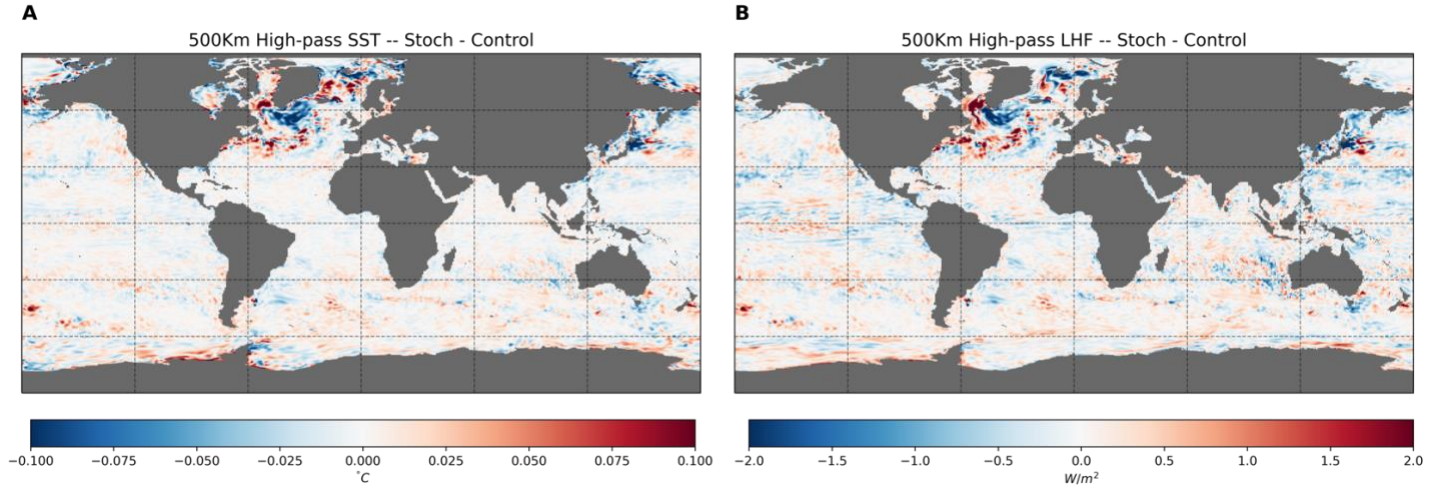 A
500Km High-pass SST -- Stoch - Control
−0.100 −0.075 −0.050 −0.025 0.000 0.025 0.050 0.075 0.100
°C
B
500Km High-pass LHF -- Stoch - Control
−2.0 −1.5 −1.0 −0.5 0.0 0.5 1.0 1.5 2.0
W/m²